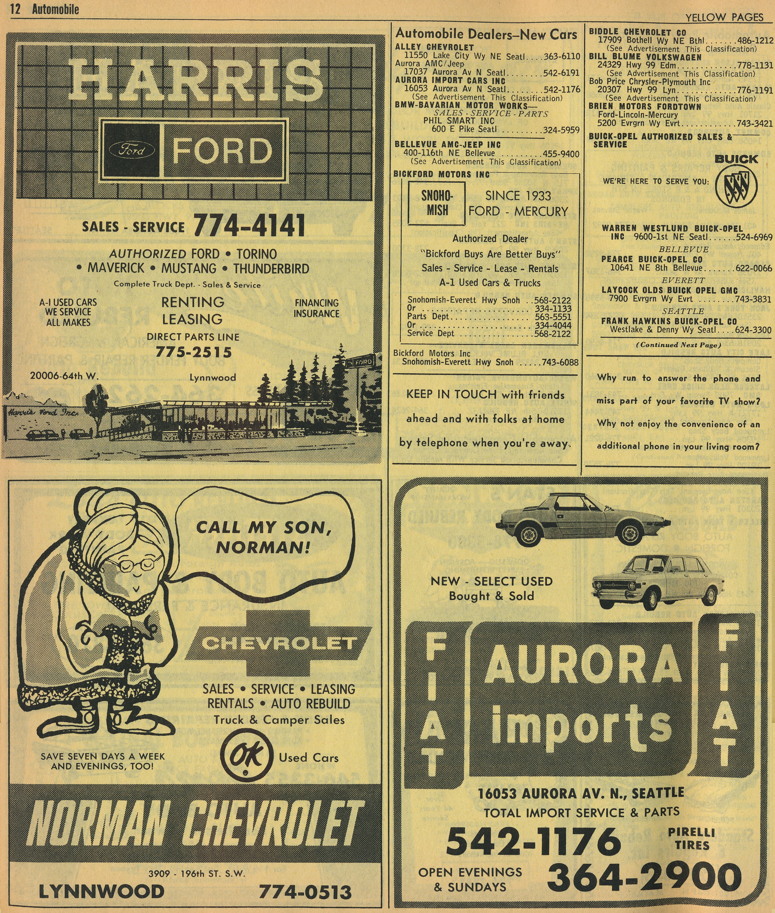 12 Automobile
YELLOW PAGES
HARRIS
Ford
FORD
SALES - SERVICE 774-4141
AUTHORIZED FORD • TORINO
• MAVERICK • MUSTANG • THUNDERBIRD
Complete Truck Dept. - Sales & Service
A-1 USED CARS
WE SERVICE
ALL MAKES
RENTING
LEASING
FINANCING
INSURANCE
DIRECT PARTS LINE
775-2515
20006-64th W.
Lynnwood
Harris Ford Inc.
FORD
Automobile Dealers—New Cars
ALLEY CHEVROLET
11550 Lake City Wy NE Seatl....363-6110
Aurora AMC/Jeep
17037 Aurora Av N Seatl......542-6191
AURORA IMPORT CARS INC
16053 Aurora Av N Seatl......542-1176
(See Advertisement This Classification)
BMW-BAVARIAN MOTOR WORKS—
SALES-SERVICE-PARTS
PHIL SMART INC
600 E Pike Seatl........324-5959
BELLEVUE AMC-JEEP INC
400-116th NE Bellevue.......455-9400
(See Advertisement This Classification)
BICKFORD MOTORS INC
SNOHO-
MISH
SINCE 1933
FORD - MERCURY
Authorized Dealer
"Bickford Buys Are Better Buys"
Sales - Service - Lease - Rentals
A-1 Used Cars & Trucks
Snohomish-Everett Hwy Snoh ..568-2122
Or ..........334-1133
Parts Dept..........563-5551
Or ..........334-4044
Service Dept..........568-2122
Bickford Motors Inc
Snohomish-Everett Hwy Snoh ....743-6088
KEEP IN TOUCH with friends
ahead and with folks at home
by telephone when you're away.
BIDDLE CHEVROLET CO
17909 Bothell Wy NE Bthl......486-1212
(See Advertisement This Classification)
BILL BLUME VOLKSWAGEN
24329 Hwy 99 Edm.........778-1131
(See Advertisement This Classification)
Bob Price Chrysler-Plymouth Inc
20307 Hwy 99 Lyn.........776-1191
(See Advertisement This Classification)
BRIEN MOTORS FORDTOWN
Ford-Lincoln-Mercury
5200 Evrgrn Wy Evrt........743-3421
BUICK-OPEL AUTHORIZED SALES &
SERVICE
BUICK
WE'RE HERE TO SERVE YOU:
WARREN WESTLUND BUICK-OPEL
INC 9600-1st NE Seatl......524-6969
BELLEVUE
PEARCE BUICK-OPEL CO
10641 NE 8th Bellevue......622-0066
EVERETT
LAYCOCK OLDS BUICK OPEL GMC
7900 Evrgrn Wy Evrt.......743-3831
SEATTLE
FRANK HAWKINS BUICK-OPEL CO
Westlake & Denny Wy Seatl...624-3300
(Continued Next Page)
Why run to answer the phone and
miss part of your favorite TV show?
Why not enjoy the convenience of an
additional phone in your living room?
CALL MY SON,
NORMAN!
CHEVROLET
SALES • SERVICE • LEASING
RENTALS • AUTO REBUILD
Truck & Camper Sales
SAVE SEVEN DAYS A WEEK
AND EVENINGS, TOO!
OK Used Cars
NORMAN CHEVROLET
3909 - 196th ST. S.W.
LYNNWOOD 774-0513
NEW - SELECT USED
Bought & Sold
FIAT
AURORA
imports
FIAT
16053 AURORA AV. N., SEATTLE
TOTAL IMPORT SERVICE & PARTS
542-1176
PIRELLI
TIRES
OPEN EVENINGS
& SUNDAYS
364-2900